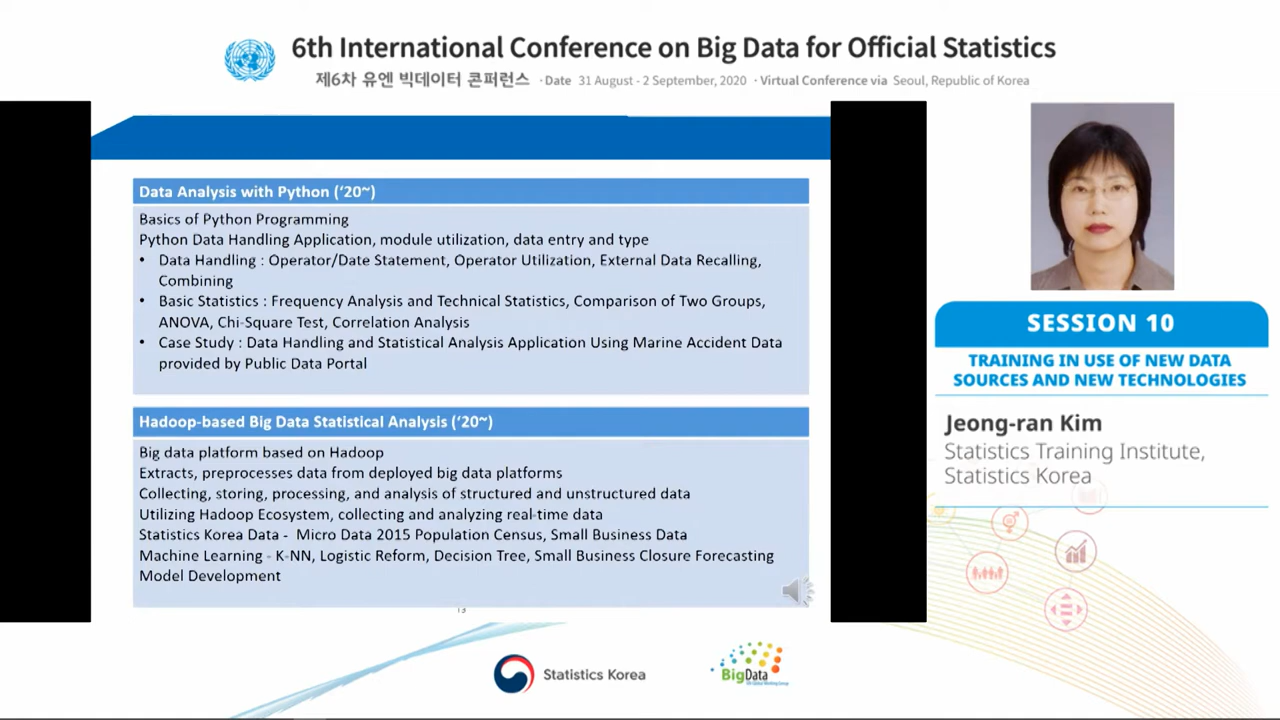 6th International Conference on Big Data for Official Statistics
제6차 유엔 빅데이터 콘퍼런스 · Date 31 August - 2 September, 2020 · Virtual Conference via Seoul, Republic of Korea
Data Analysis with Python ('20~)
Basics of Python Programming
Python Data Handling Application, module utilization, data entry and type
• Data Handling : Operator/Date Statement, Operator Utilization, External Data Recalling,
Combining
• Basic Statistics : Frequency Analysis and Technical Statistics, Comparison of Two Groups,
ANOVA, Chi-Square Test, Correlation Analysis
• Case Study : Data Handling and Statistical Analysis Application Using Marine Accident Data
provided by Public Data Portal
Hadoop-based Big Data Statistical Analysis ('20~)
Big data platform based on Hadoop
Extracts, preprocesses data from deployed big data platforms
Collecting, storing, processing, and analysis of structured and unstructured data
Utilizing Hadoop Ecosystem, collecting and analyzing real-time data
Statistics Korea Data - Micro Data 2015 Population Census, Small Business Data
Machine Learning - K-NN, Logistic Reform, Decision Tree, Small Business Closure Forecasting
Model Development
SESSION 10
TRAINING IN USE OF NEW DATA
SOURCES AND NEW TECHNOLOGIES
Jeong-ran Kim
Statistics Training Institute,
Statistics Korea
Statistics Korea
BigData